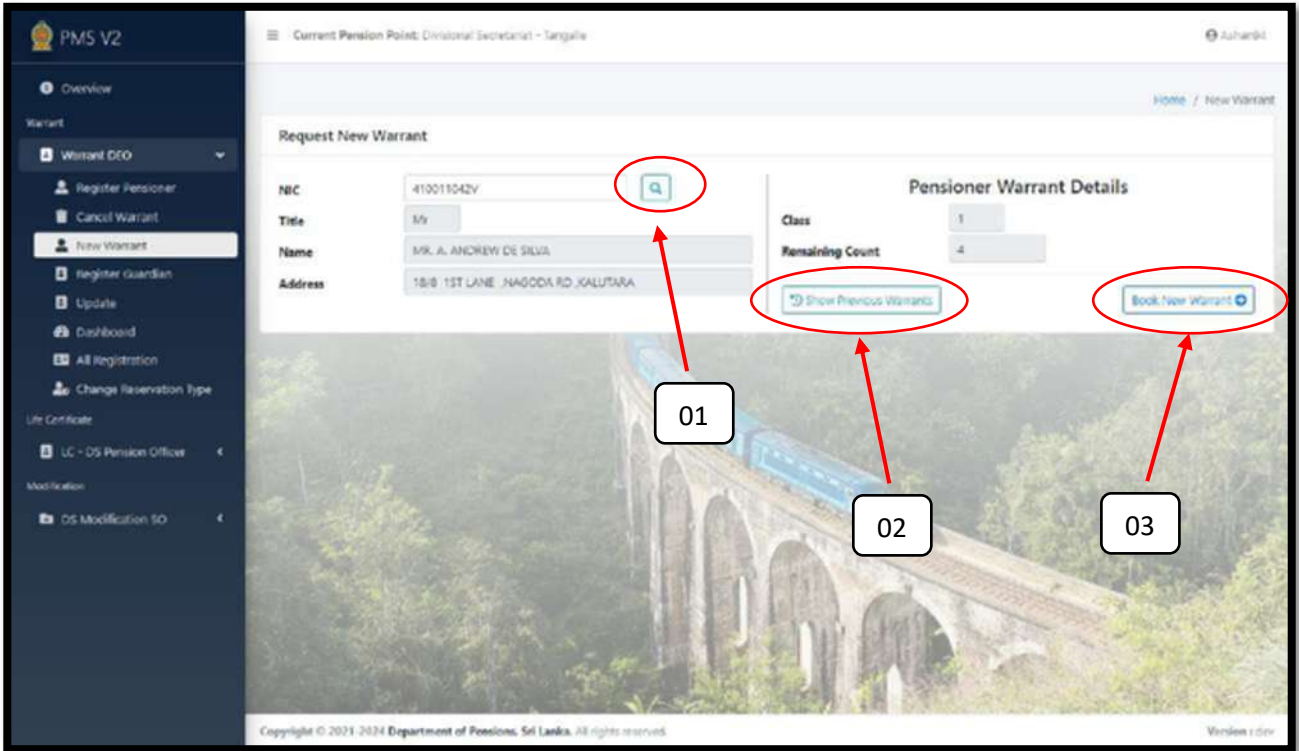 PMS V2
Current Pension Point: Divisional Secretariat - Tangalle
Overview
Home / New Warrant
Warrant
Request New Warrant
Warrant DEO
Register Pensioner
Cancel Warrant
New Warrant
Register Guardian
Update
Dashboard
All Registration
Change Reservation Type
Life Certificate
LC - DS Pension Officer
Modification
DS Modification SO
NIC 410011042V
Title Mr
Name MR. A. ANDREW DE SILVA
Address 18/8 1ST LANE ,NAGODA RD ,KALUTARA
Pensioner Warrant Details
Class 1
Remaining Count 4
Show Previous Warrants
Book New Warrant
01
02
03
Copyright © 2021-2024 Department of Pensions, Sri Lanka. All rights reserved.
Version : dev